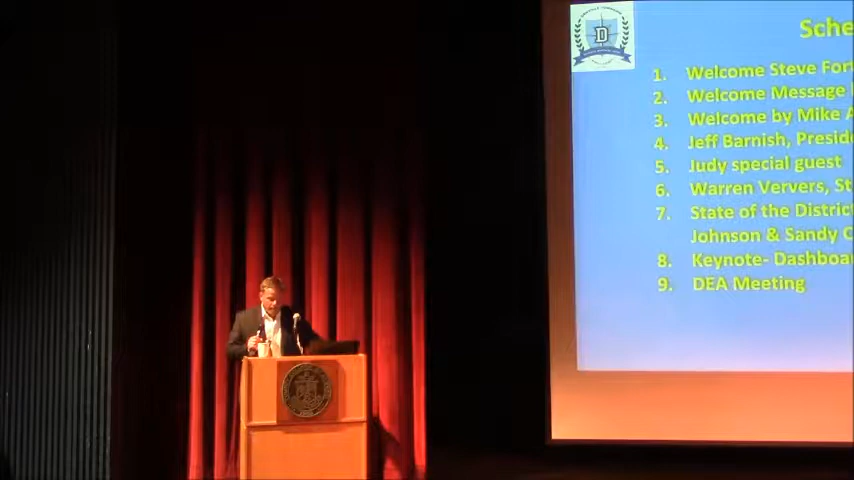 Sche
1. Welcome Steve For
2. Welcome Message
3. Welcome by Mike A
4. Jeff Barnish, Presid
5. Judy special guest
6. Warren Ververs, St
7. State of the District
Johnson & Sandy C
8. Keynote- Dashboa
9. DEA Meeting
D